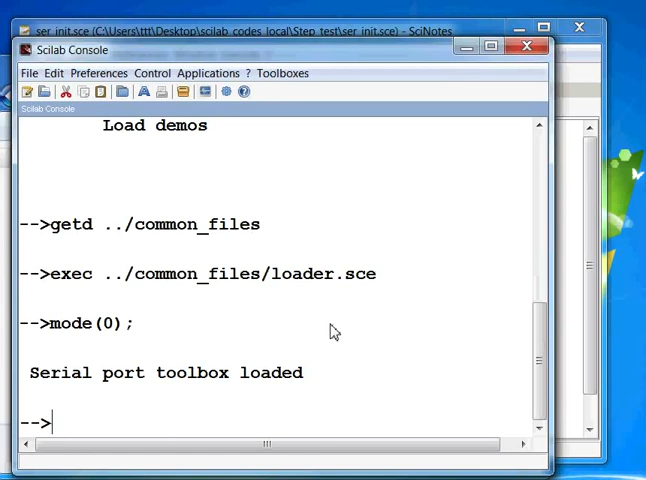 ser_init.sce (C:\Users\ttt\Desktop\scilab_codes_local\Step_test\ser_init.sce) - SciNotes
Scilab Console
File Edit Preferences Control Applications ? Toolboxes
Scilab Console
Load demos
-->getd ../common_files
-->exec ../common_files/loader.sce
-->mode(0);
Serial port toolbox loaded
-->